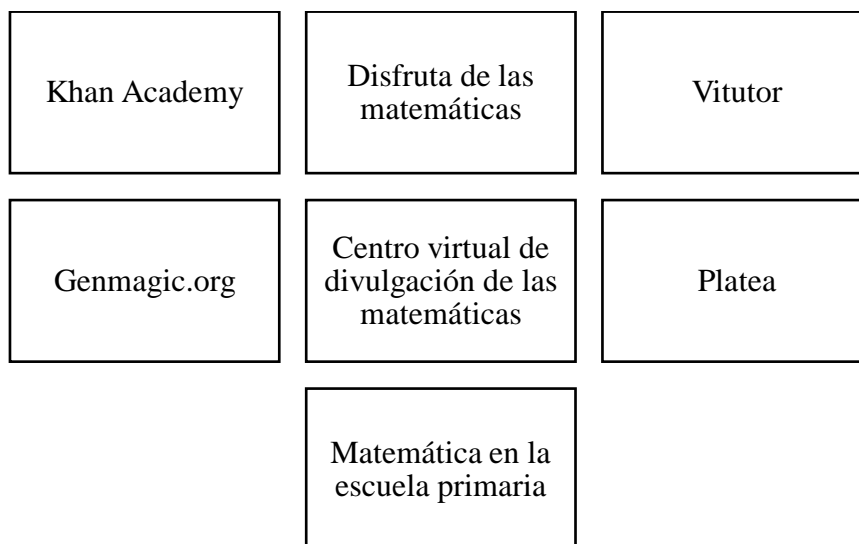 Khan Academy
Disfruta de las
matemáticas
Vitutor
Genmagic.org
Centro virtual de
divulgación de las
matemáticas
Platea
Matemática en la
escuela primaria